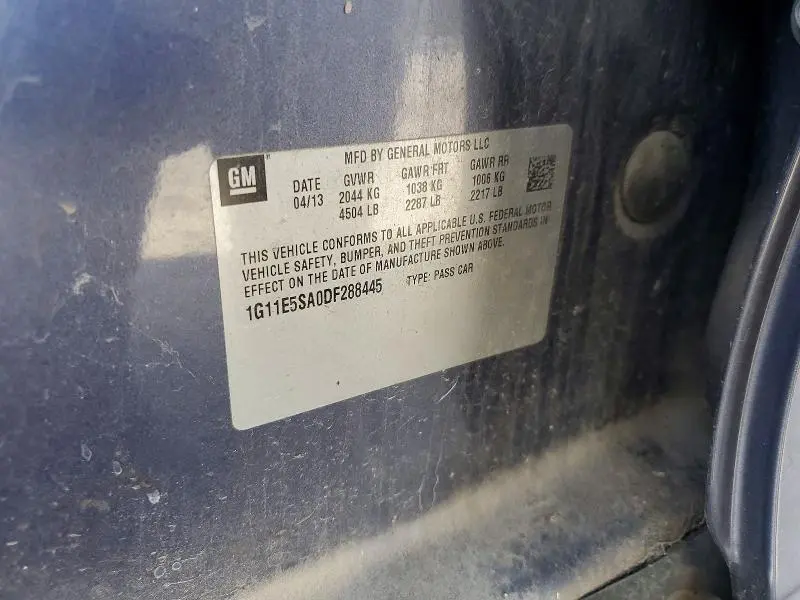 GM
MFD BY GENERAL MOTORS LLC
DATE GVWR GAWR FRT GAWR RR
04/13 2044 KG 1038 KG 1006 KG
4504 LB 2287 LB 2217 LB
THIS VEHICLE CONFORMS TO ALL APPLICABLE U.S. FEDERAL MOTOR
VEHICLE SAFETY, BUMPER, AND THEFT PREVENTION STANDARDS IN
EFFECT ON THE DATE OF MANUFACTURE SHOWN ABOVE.
1G11E5SA0DF288445 TYPE: PASS CAR